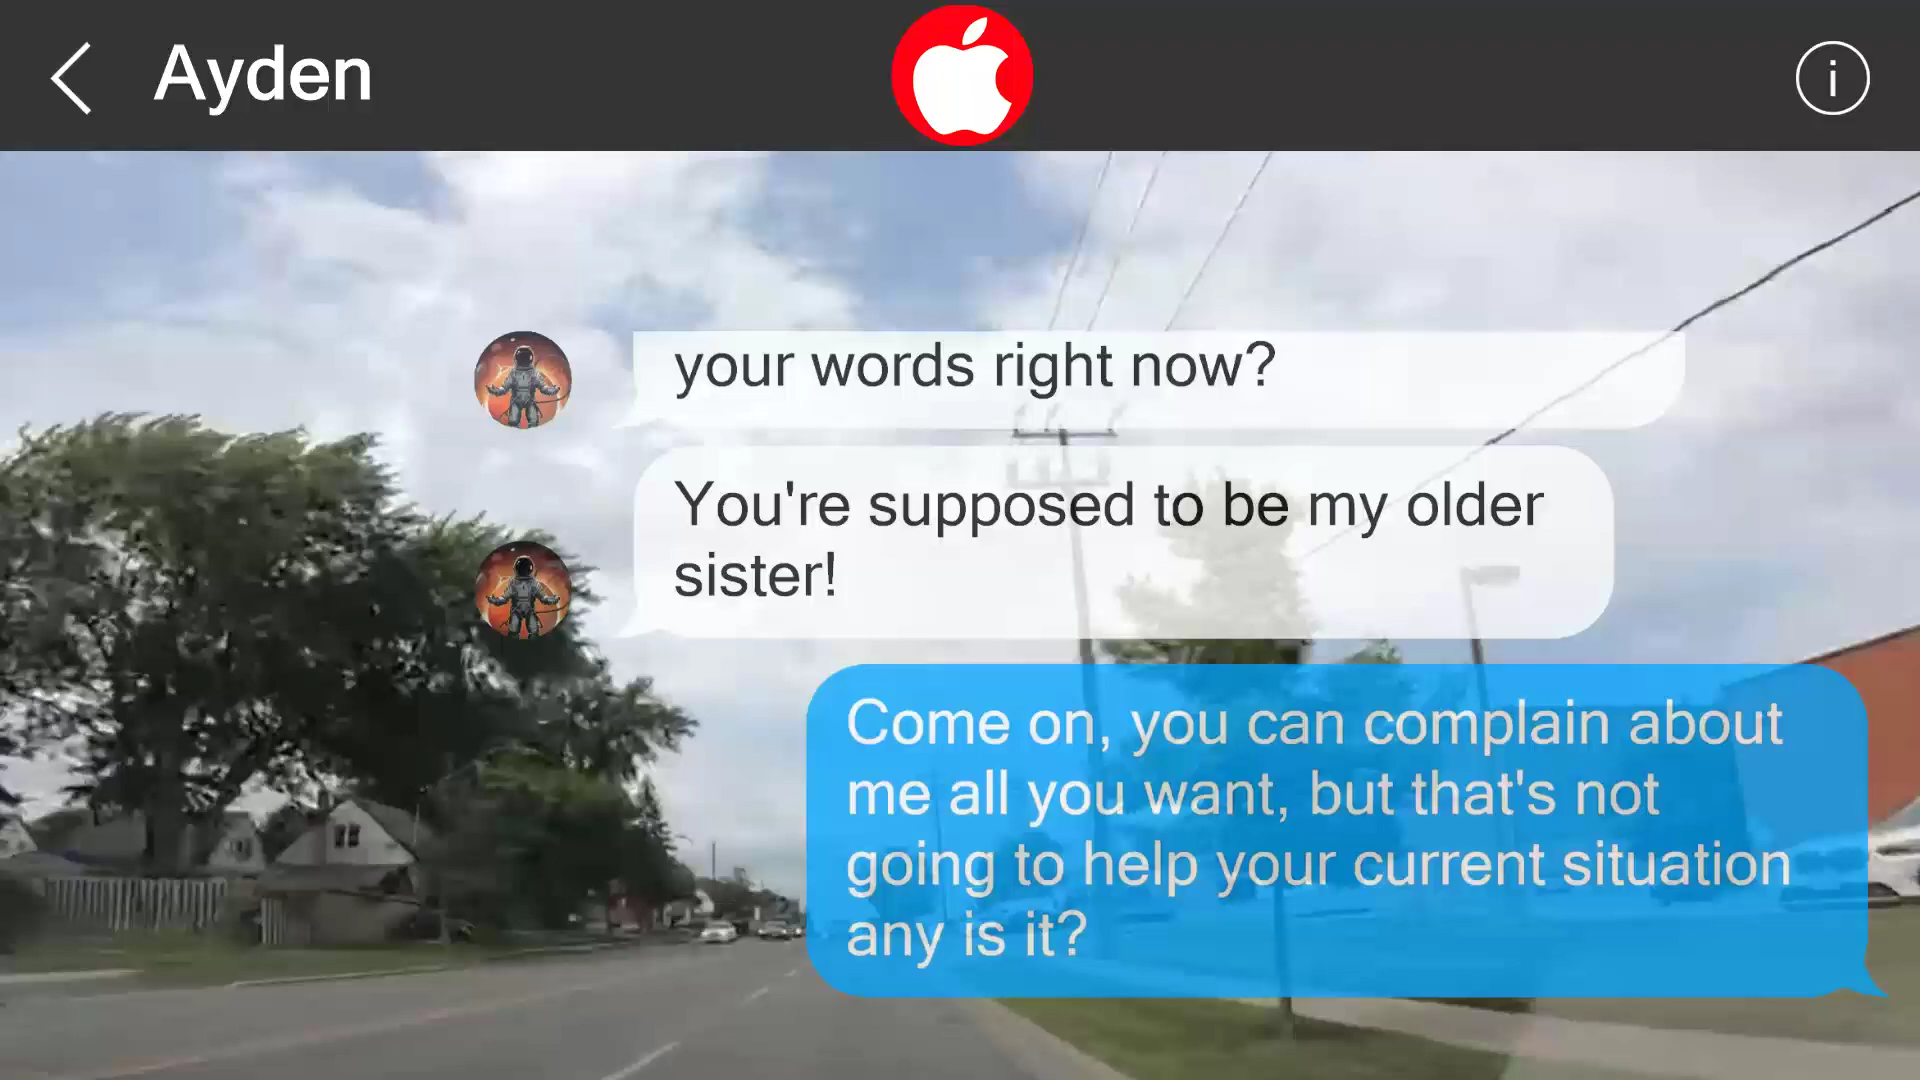 Ayden
i
your words right now?
You're supposed to be my older
sister!
Come on, you can complain about
me all you want, but that's not
going to help your current situation
any is it?